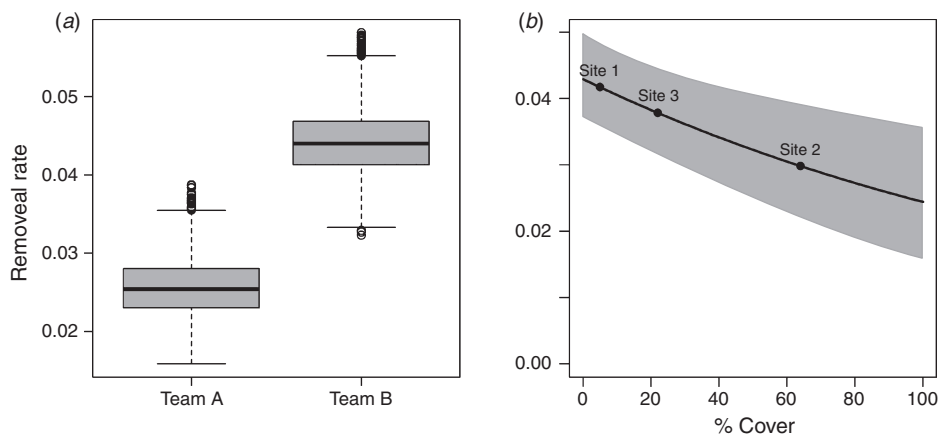 (a)
Removeal rate
0.05
0.04
0.03
0.02
Team A
Team B
(b)
0.04
0.02
0.00
Site 1
Site 3
Site 2
0
20
40
60
80
100
% Cover